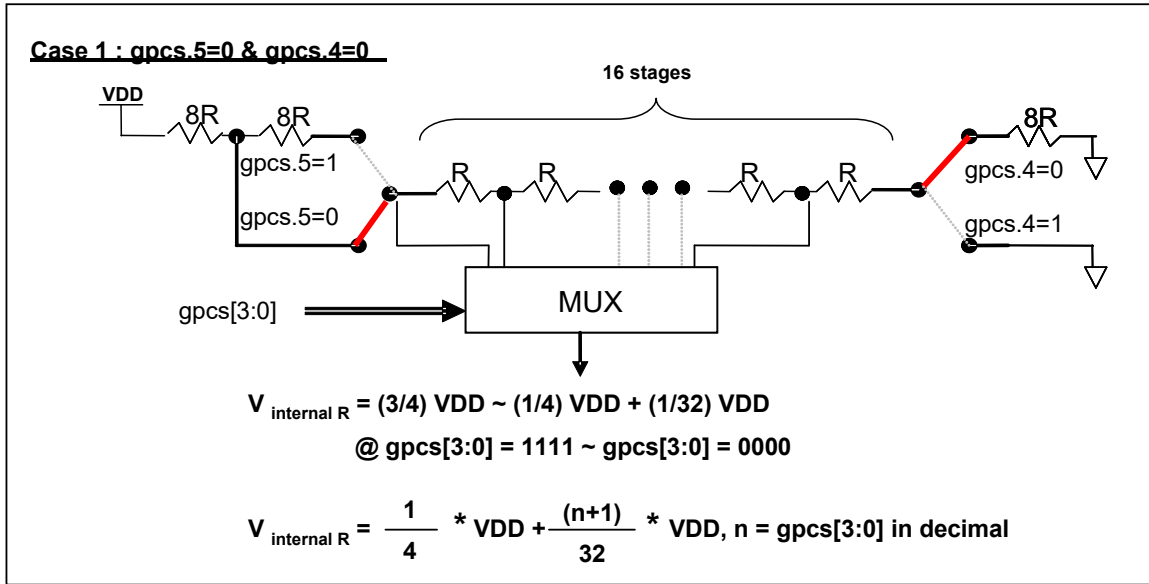 Case 1 : gpcs.5=0 & gpcs.4=0
16 stages
VDD
8R 8R 8R
gpcs.5=1
R R R R
gpcs.4=0
gpcs.5=0
gpcs.4=1
MUX
gpcs[3:0]
V internal R = (3/4) VDD ~ (1/4) VDD + (1/32) VDD
@ gpcs[3:0] = 1111 ~ gpcs[3:0] = 0000
V internal R = 1/4 * VDD + (n+1)/32 * VDD, n = gpcs[3:0] in decimal